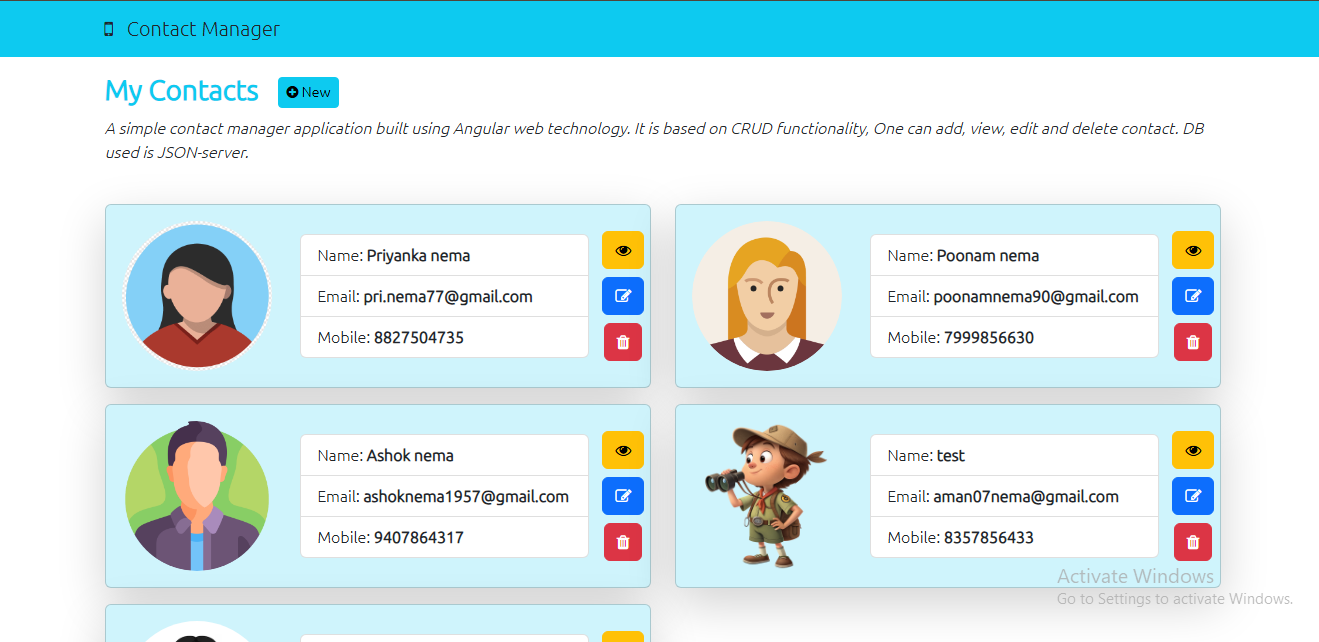 Contact Manager
My Contacts
New
A simple contact manager application built using Angular web technology. It is based on CRUD functionality, One can add, view, edit and delete contact. DB
used is JSON-server.
Name: Priyanka nema
Email: pri.nema77@gmail.com
Mobile: 8827504735
Name: Poonam nema
Email: poonamnema90@gmail.com
Mobile: 7999856630
Name: Ashok nema
Email: ashoknema1957@gmail.com
Mobile: 9407864317
Name: test
Email: aman07nema@gmail.com
Mobile: 8357856433
Activate Windows
Go to Settings to activate Windows.